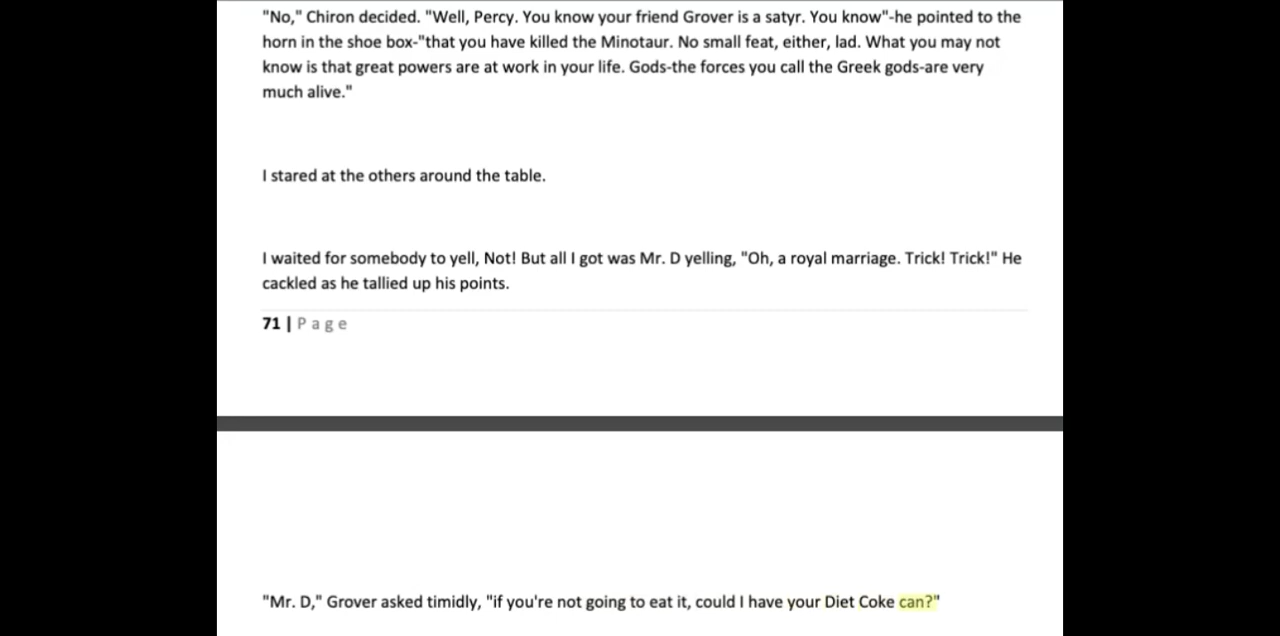 "No," Chiron decided. "Well, Percy. You know your friend Grover is a satyr. You know"-he pointed to the
horn in the shoe box-"that you have killed the Minotaur. No small feat, either, lad. What you may not
know is that great powers are at work in your life. Gods-the forces you call the Greek gods-are very
much alive."
I stared at the others around the table.
I waited for somebody to yell, Not! But all I got was Mr. D yelling, "Oh, a royal marriage. Trick! Trick!" He
cackled as he tallied up his points.
71 | P a g e
"Mr. D," Grover asked timidly, "if you're not going to eat it, could I have your Diet Coke can?"